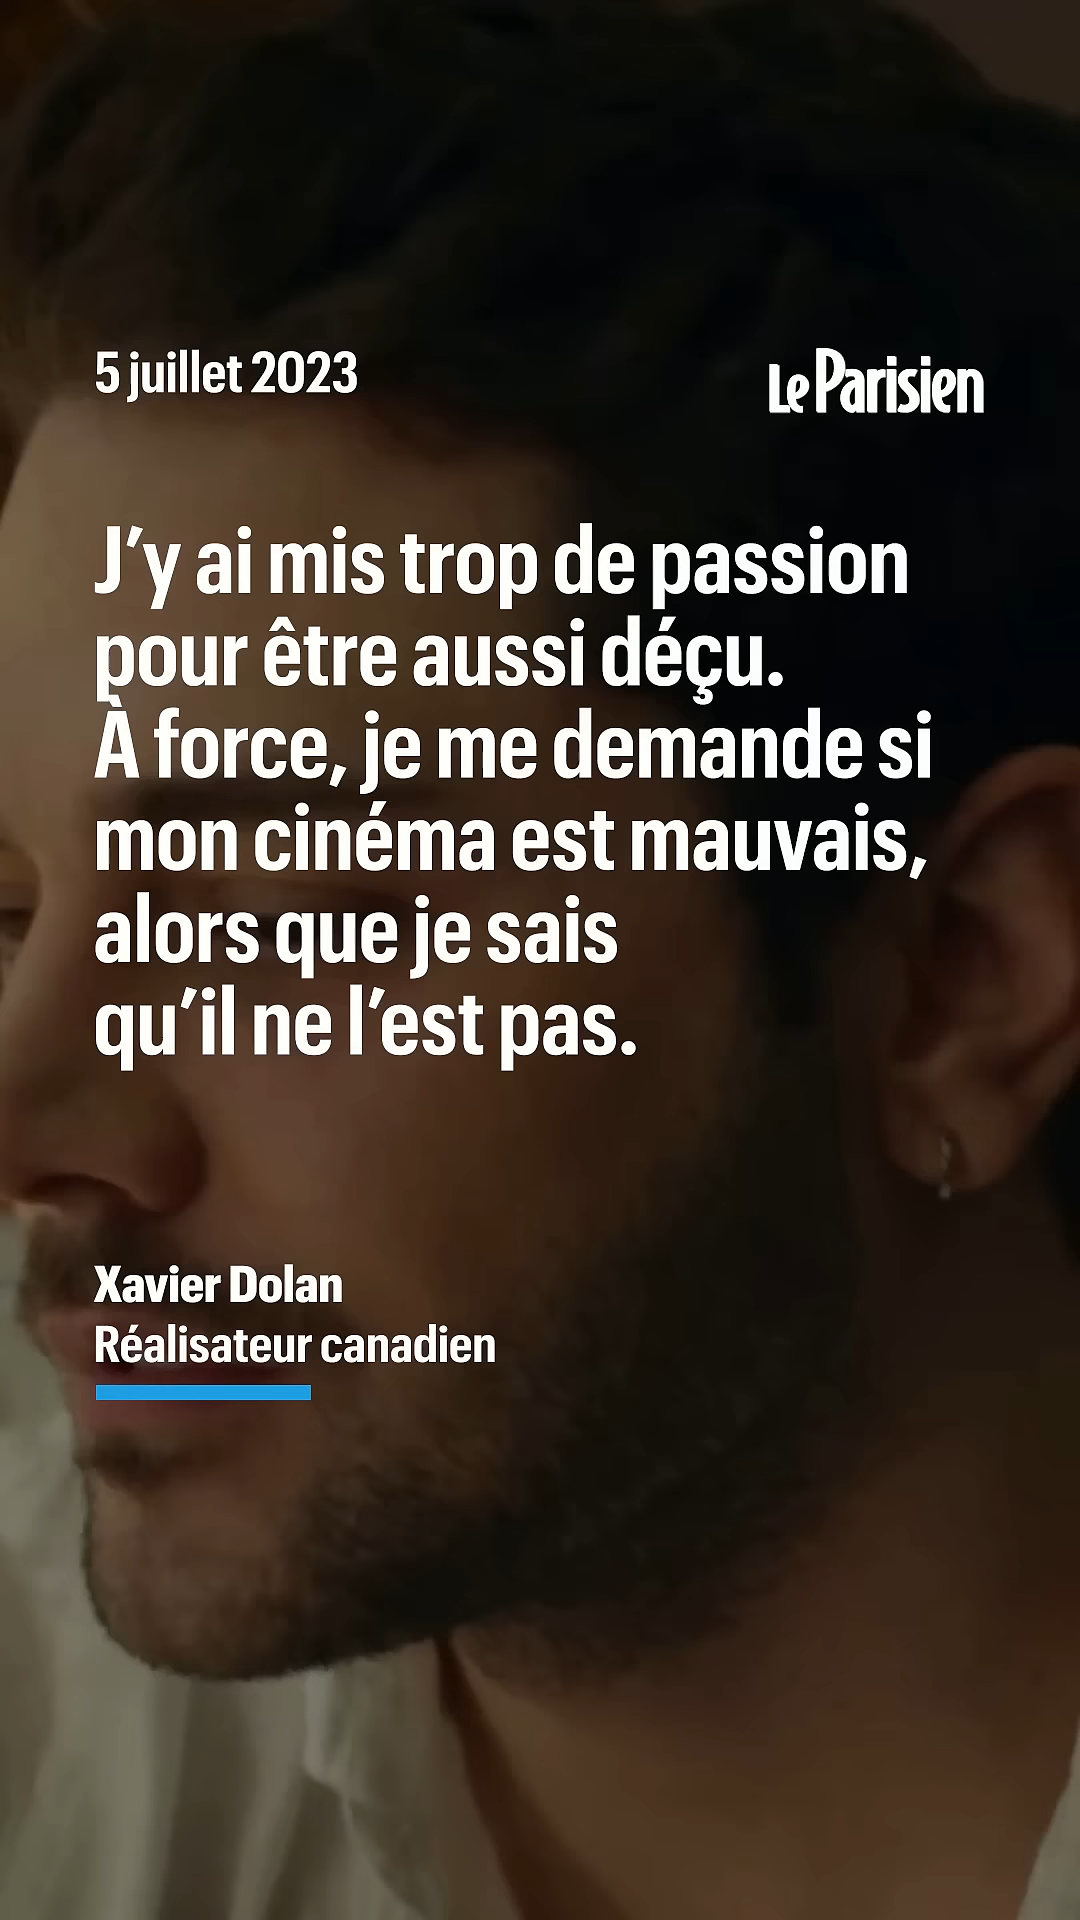 5 juillet 2023
Le Parisien
J’y ai mis trop de passion
pour être aussi déçu.
À force, je me demande si
mon cinéma est mauvais,
alors que je sais
qu’il ne l’est pas.
Xavier Dolan
Réalisateur canadien